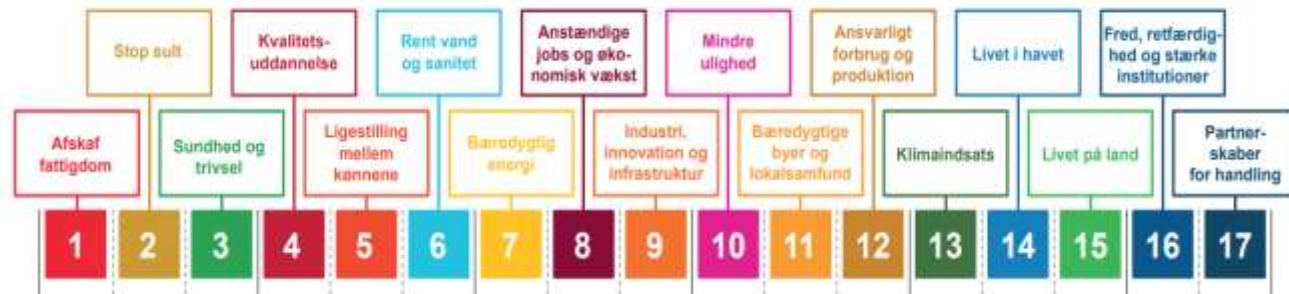 Afskaf
fattigdom
Stop sult
Sundhed og
trivsel
Kvalitets-
uddannelse
Ligestilling
mellem
kønnene
Rent vand
og sanitet
Bæredygtig
energi
Anstændige
jobs og øko-
nomisk vækst
Industri,
innovation og
infrastruktur
Mindre
ulighed
Bæredygtige
byer og
lokalsamfund
Ansvarligt
forbrug og
produktion
Klimaindsats
Livet i havet
Livet på land
Fred, retfærdig-
hed og stærke
institutioner
Partner-
skaber
for handling
1 2 3 4 5 6 7 8 9 10 11 12 13 14 15 16 17